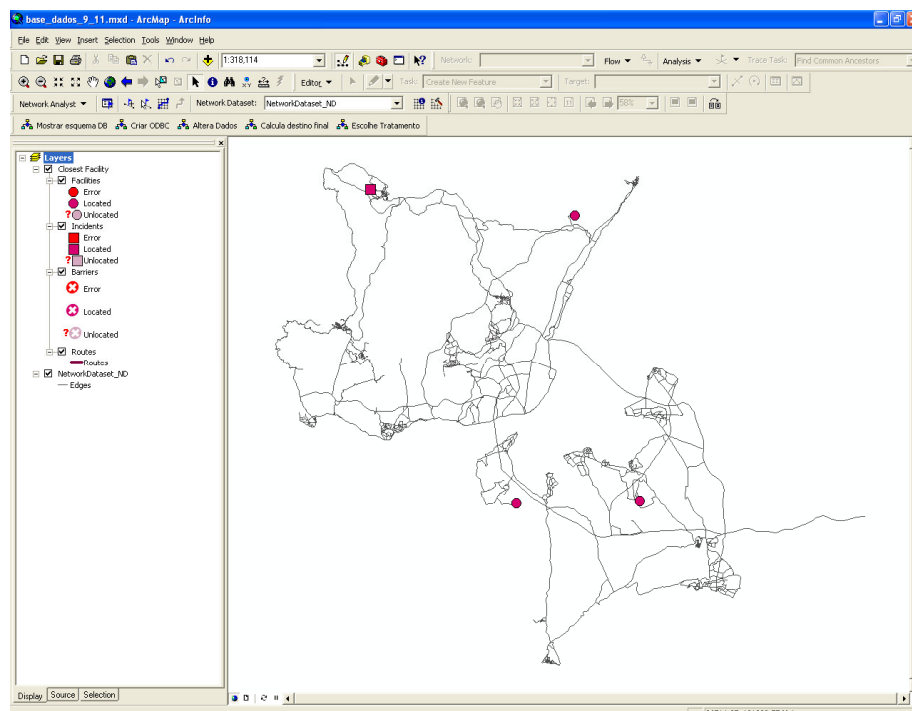 base_dados_9_11.mxd - ArcMap - ArcInfo
File Edit View Insert Selection Tools Window Help
1:318,114 Network: Flow Analysis Trace Task: Find Common Ancestors
Editor Task: Create New Feature Target:
Network Analyst Network Dataset: NetworkDataset_ND 58%
Mostrar esquema DB Criar ODBC Altera Dados Calcula destino final Escolhe Tratamento
Layers
Closest Facility
Facilities
Error
Located
? Unlocated
Incidents
Error
Located
? Unlocated
Barriers
Error
Located
? Unlocated
Routes
Routes
NetworkDataset_ND
Edges
Display Source Selection